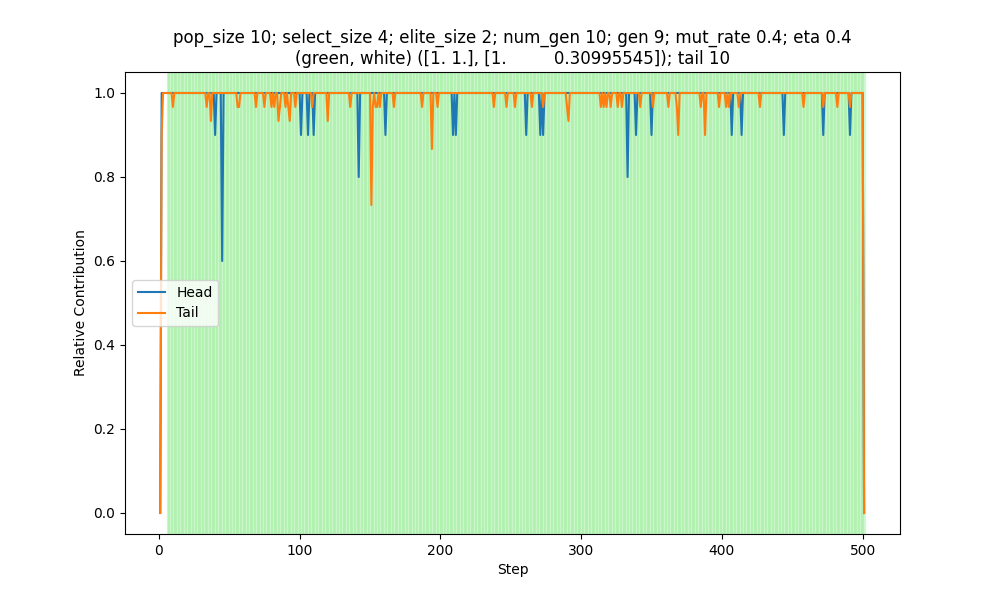 pop_size 10; select_size 4; elite_size 2; num_gen 10; gen 9; mut_rate 0.4; eta 0.4
(green, white) ([1. 1.], [1.         0.30995545]); tail 10
1.0
0.8
0.6
0.4
0.2
0.0
Relative Contribution
Head
Tail
0
100
200
300
400
500
Step